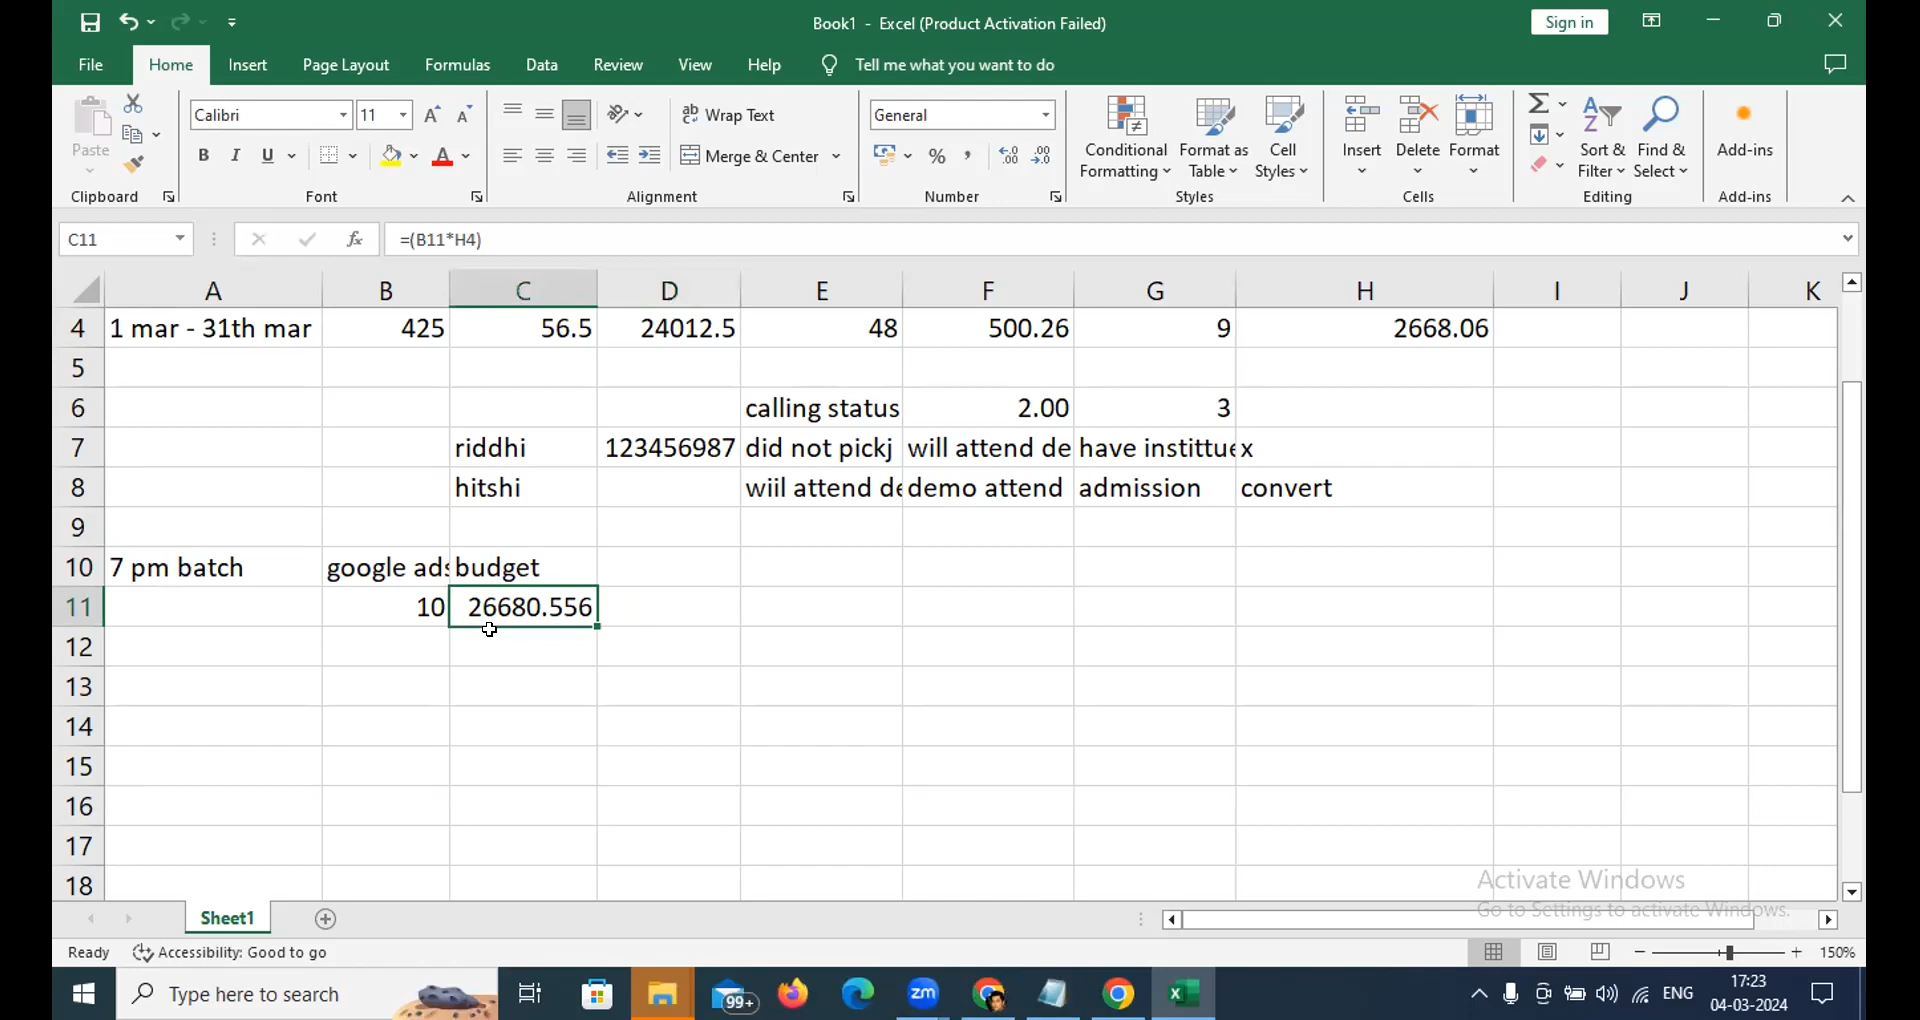 Book1 - Excel (Product Activation Failed)
Sign in
File Home Insert Page Layout Formulas Data Review View Help Tell me what you want to do
Paste
Clipboard
Calibri 11
B I U
Font
Wrap Text
Merge & Center
Alignment
General
Number
Conditional Formatting
Format as Table
Cell Styles
Styles
Insert Delete Format
Cells
Sort & Filter
Find & Select
Editing
Add-ins
Add-ins
C11 fx =(B11*H4)
A B C D E F G H I J K
4 1 mar - 31th mar 425 56.5 24012.5 48 500.26 9 2668.06
5
6 calling status 2.00 3
7 riddhi 123456987 did not pickj will attend de have instittue x
8 hitshi wiil attend de demo attend admission convert
9
10 7 pm batch google ads budget
11 10 26680.556
12
13
14
15
16
17
18
Activate Windows
Go to Settings to activate Windows.
Sheet1
Ready Accessibility: Good to go 150%
Type here to search 99+ zm ENG 17:23
04-03-2024